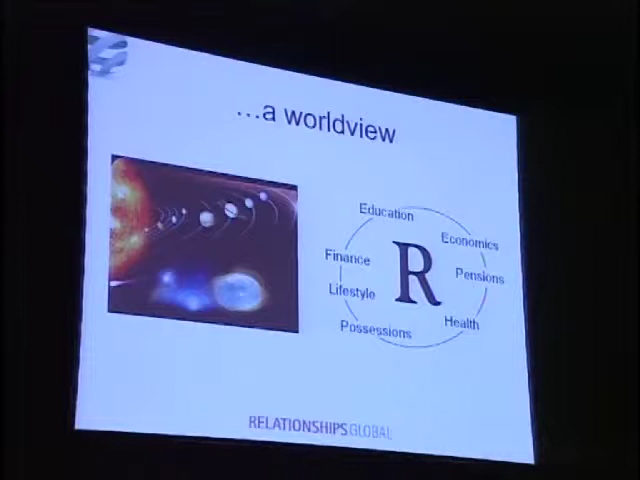 ...a worldview
Education
Economics
Finance
R
Pensions
Lifestyle
Health
Possessions
RELATIONSHIPSGLOBAL